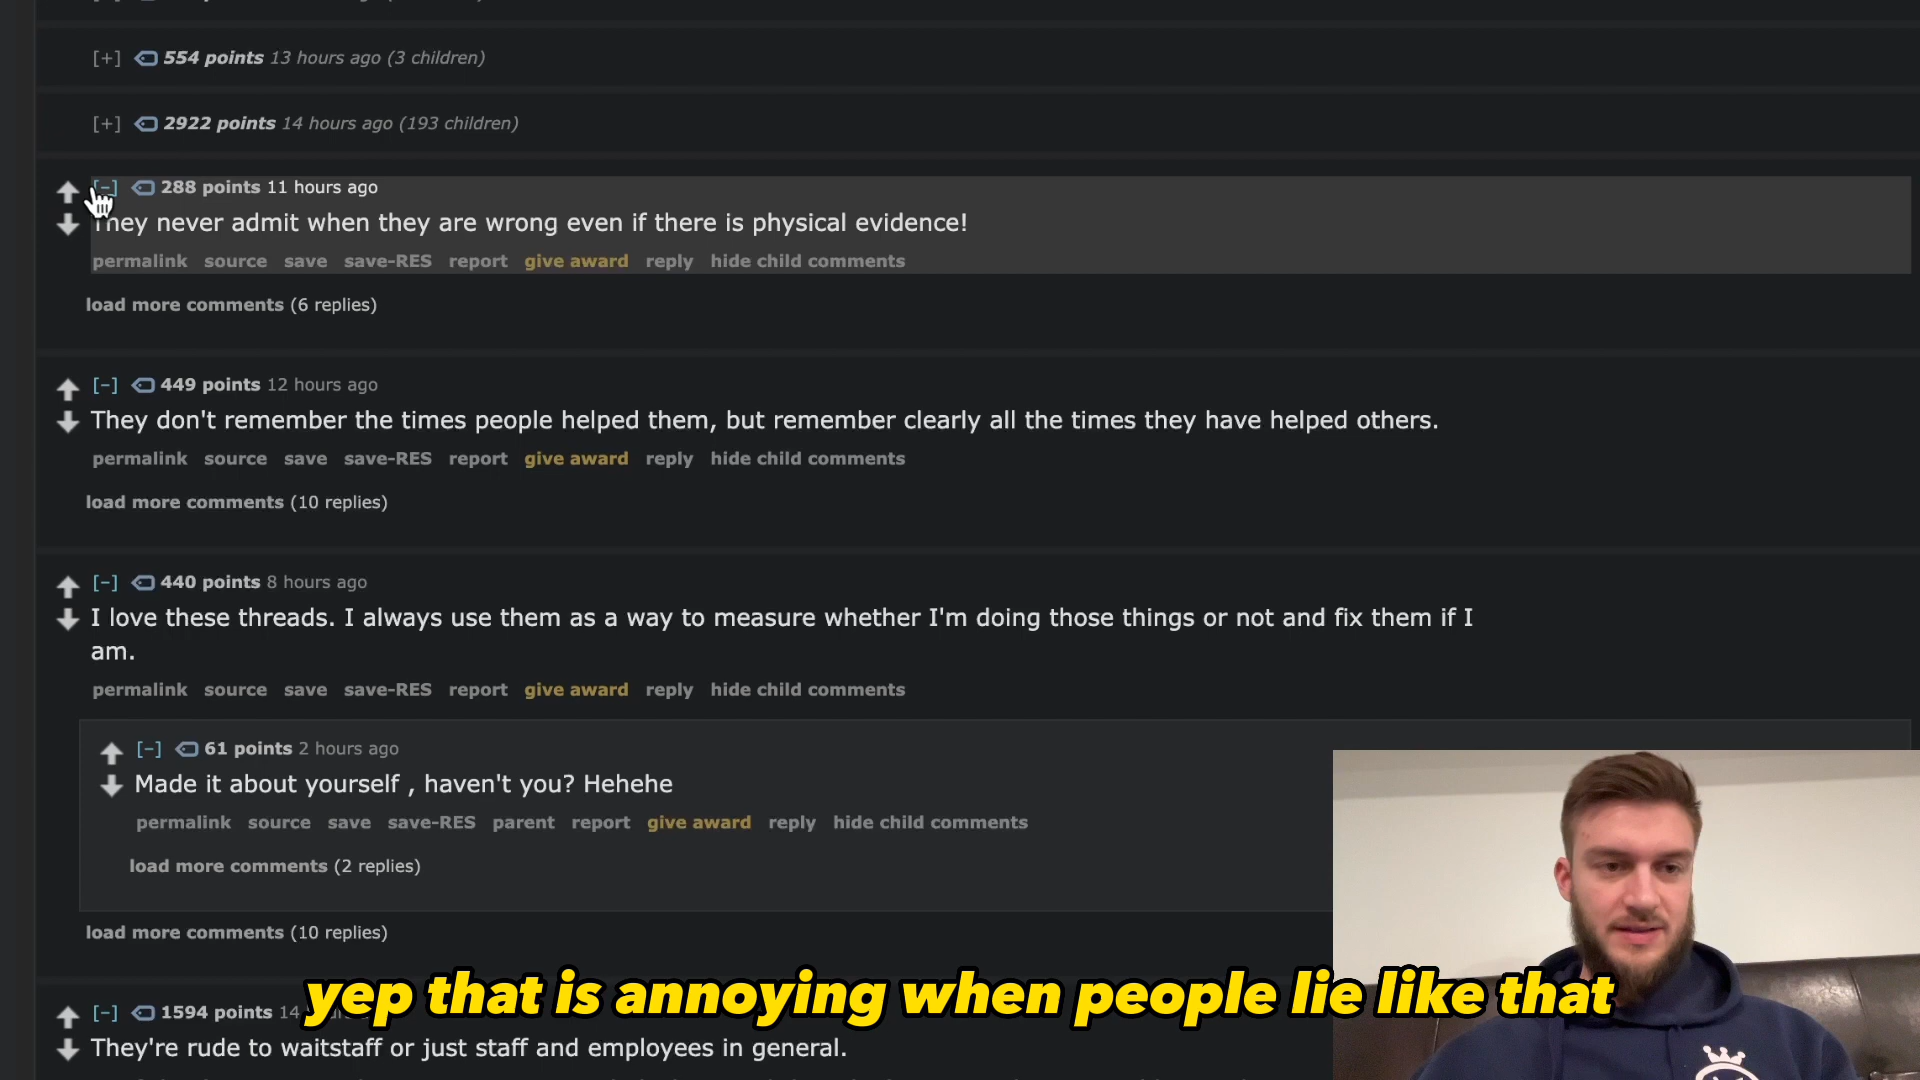 [+] 554 points 13 hours ago (3 children)
[+] 2922 points 14 hours ago (193 children)
[–] 288 points 11 hours ago
They never admit when they are wrong even if there is physical evidence!
permalink source save save-RES report give award reply hide child comments
load more comments (6 replies)
[–] 449 points 12 hours ago
They don't remember the times people helped them, but remember clearly all the times they have helped others.
permalink source save save-RES report give award reply hide child comments
load more comments (10 replies)
[–] 440 points 8 hours ago
I love these threads. I always use them as a way to measure whether I'm doing those things or not and fix them if I
am.
permalink source save save-RES report give award reply hide child comments
[–] 61 points 2 hours ago
Made it about yourself , haven't you? Hehehe
permalink source save save-RES parent report give award reply hide child comments
load more comments (2 replies)
load more comments (10 replies)
yep that is annoying when people lie like that
[–] 1594 points 14
They're rude to waitstaff or just staff and employees in general.